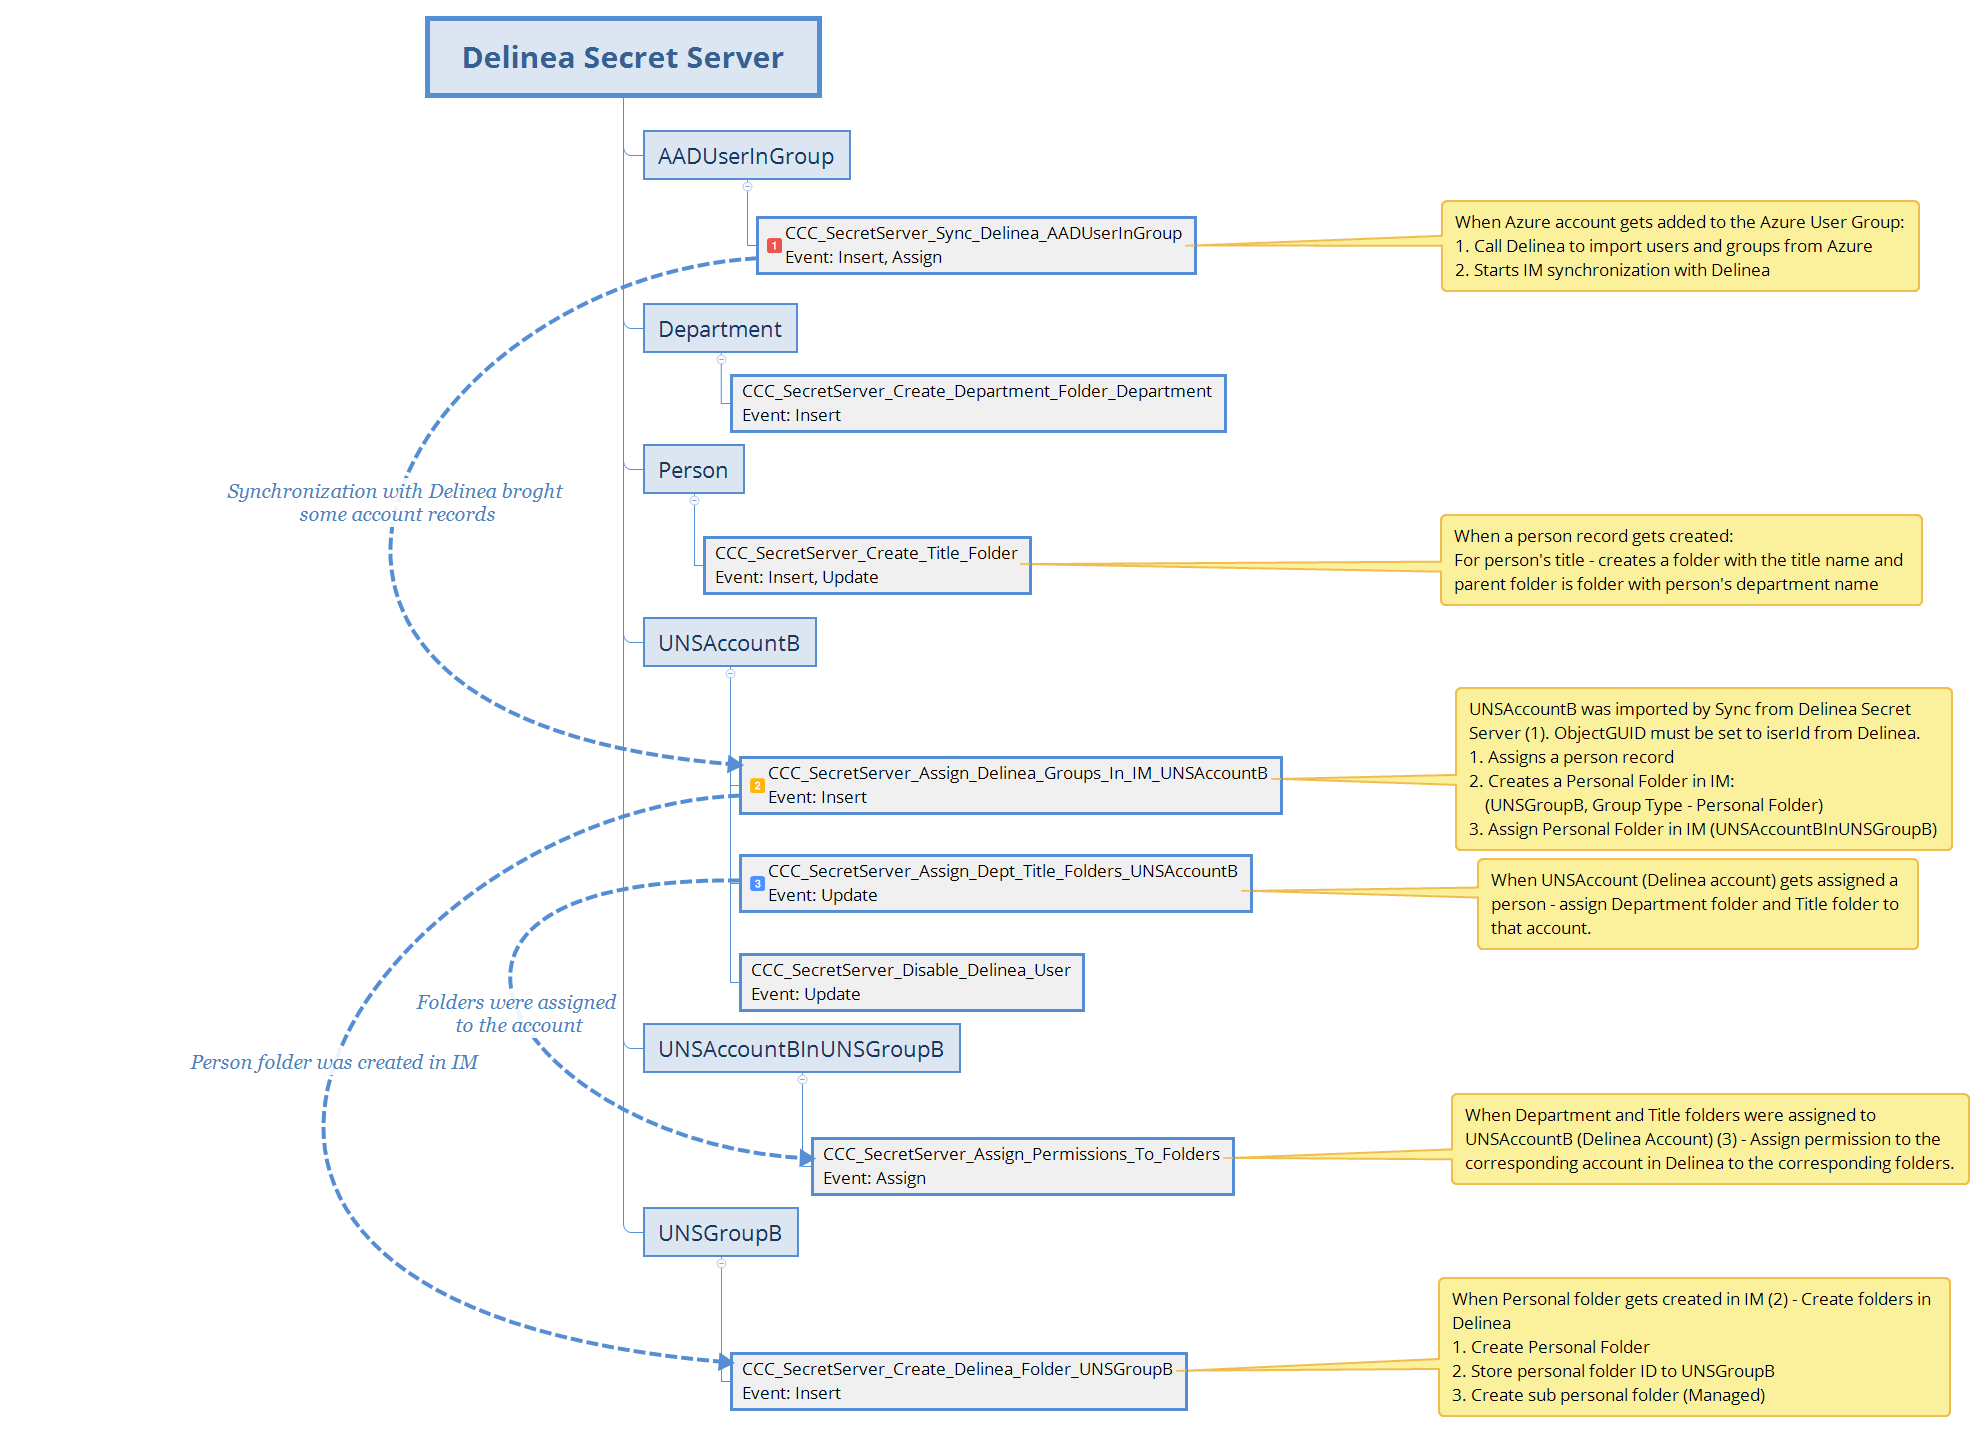 Delinea Secret Server
AADUserInGroup
1
CCC_SecretServer_Sync_Delinea_AADUserInGroup
Event: Insert, Assign
When Azure account gets added to the Azure User Group:
1. Call Delinea to import users and groups from Azure
2. Starts IM synchronization with Delinea
Department
CCC_SecretServer_Create_Department_Folder_Department
Event: Insert
Person
Synchronization with Delinea broght
some account records
CCC_SecretServer_Create_Title_Folder
Event: Insert, Update
When a person record gets created:
For person's title - creates a folder with the title name and
parent folder is folder with person's department name
UNSAccountB
2
CCC_SecretServer_Assign_Delinea_Groups_In_IM_UNSAccountB
Event: Insert
UNSAccountB was imported by Sync from Delinea Secret
Server (1). ObjectGUID must be set to iserId from Delinea.
1. Assigns a person record
2. Creates a Personal Folder in IM:
(UNSGroupB, Group Type - Personal Folder)
3. Assign Personal Folder in IM (UNSAccountBInUNSGroupB)
3
CCC_SecretServer_Assign_Dept_Title_Folders_UNSAccountB
Event: Update
When UNSAccount (Delinea account) gets assigned a
person - assign Department folder and Title folder to
that account.
CCC_SecretServer_Disable_Delinea_User
Event: Update
Folders were assigned
to the account
UNSAccountBInUNSGroupB
Person folder was created in IM
CCC_SecretServer_Assign_Permissions_To_Folders
Event: Assign
When Department and Title folders were assigned to
UNSAccountB (Delinea Account) (3) - Assign permission to the
corresponding account in Delinea to the corresponding folders.
UNSGroupB
CCC_SecretServer_Create_Delinea_Folder_UNSGroupB
Event: Insert
When Personal folder gets created in IM (2) - Create folders in
Delinea
1. Create Personal Folder
2. Store personal folder ID to UNSGroupB
3. Create sub personal folder (Managed)